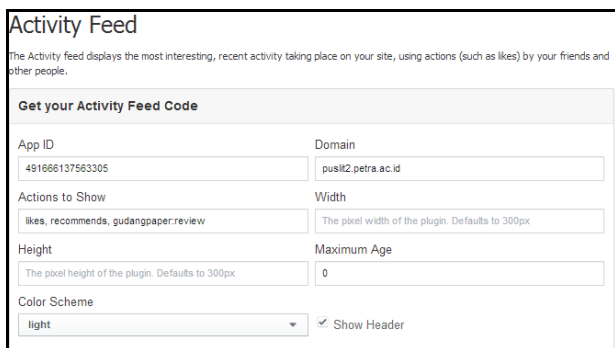 Activity Feed
The Activity feed displays the most interesting, recent activity taking place on your site, using actions (such as likes) by your friends and
other people.
Get your Activity Feed Code
App ID
Domain
491666137563305
puslit2.petra.ac.id
Actions to Show
Width
likes, recommends, gudangpaper:review
The pixel width of the plugin. Defaults to 300px
Height
Maximum Age
The pixel height of the plugin. Defaults to 300px
0
Color Scheme
light
Show Header